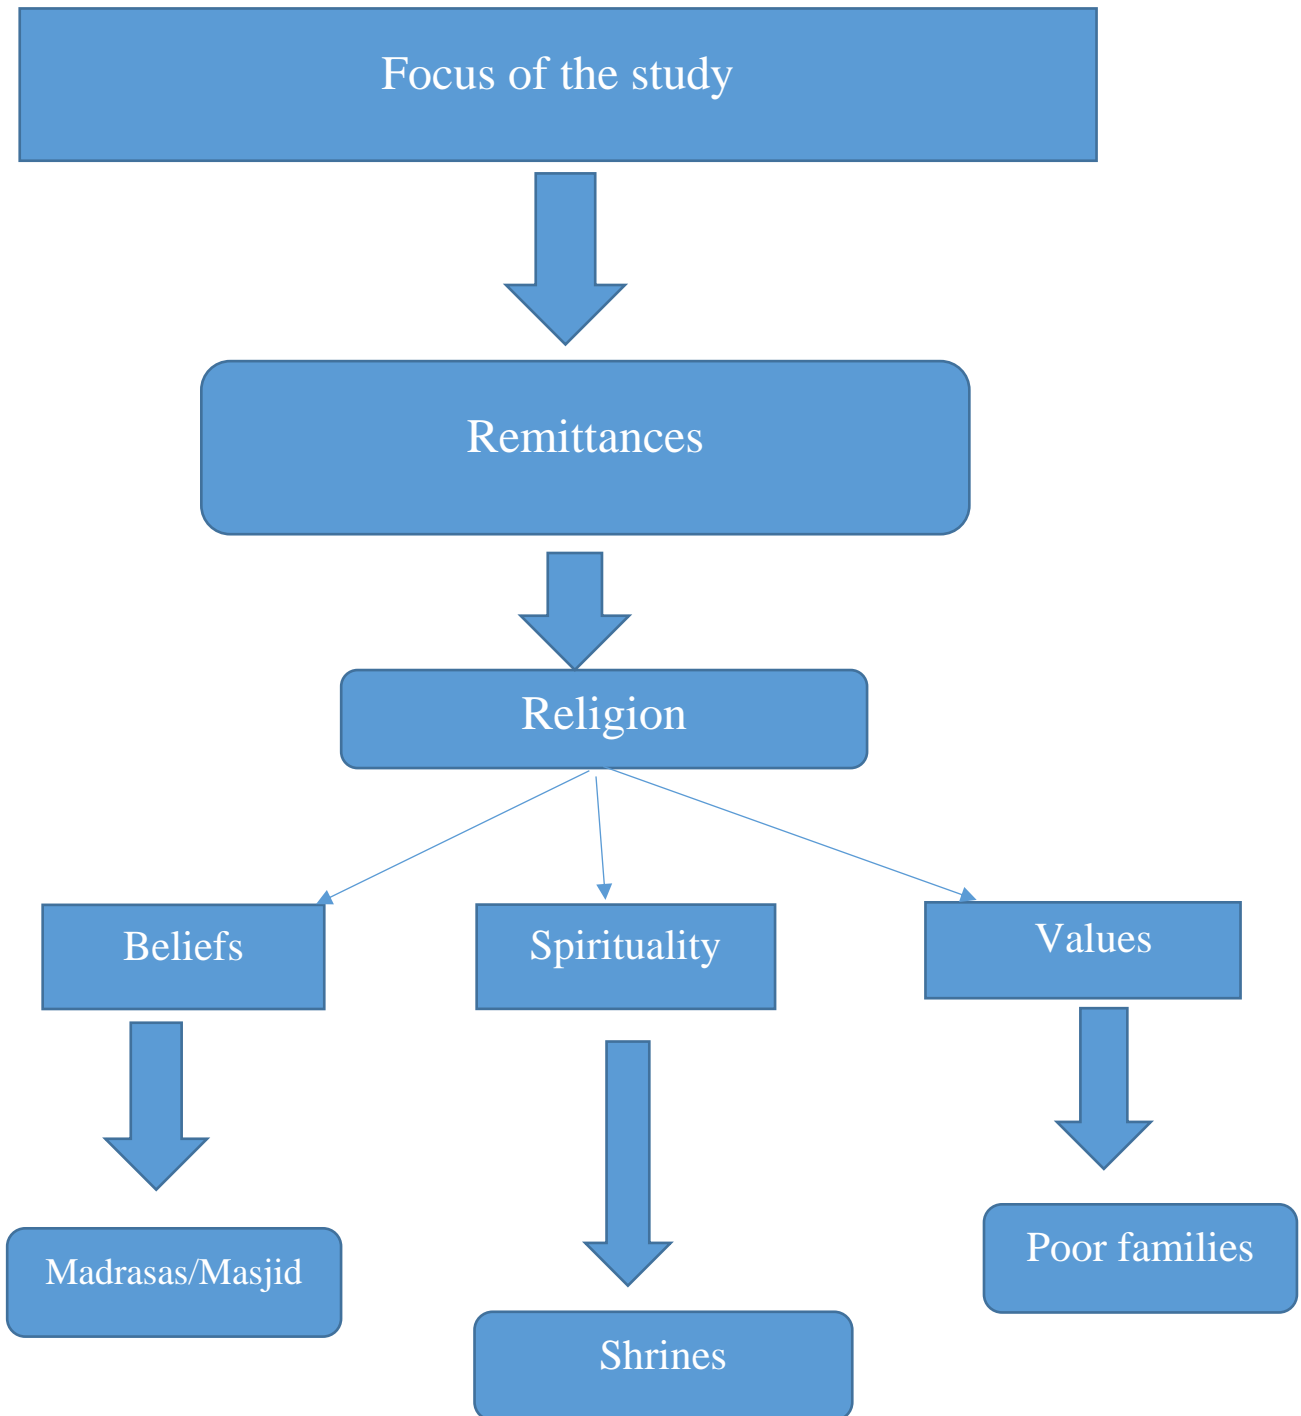 Focus of the study
Remittances
Religion
Beliefs
Spirituality
Values
Madrasas/Masjid
Poor families
Shrines